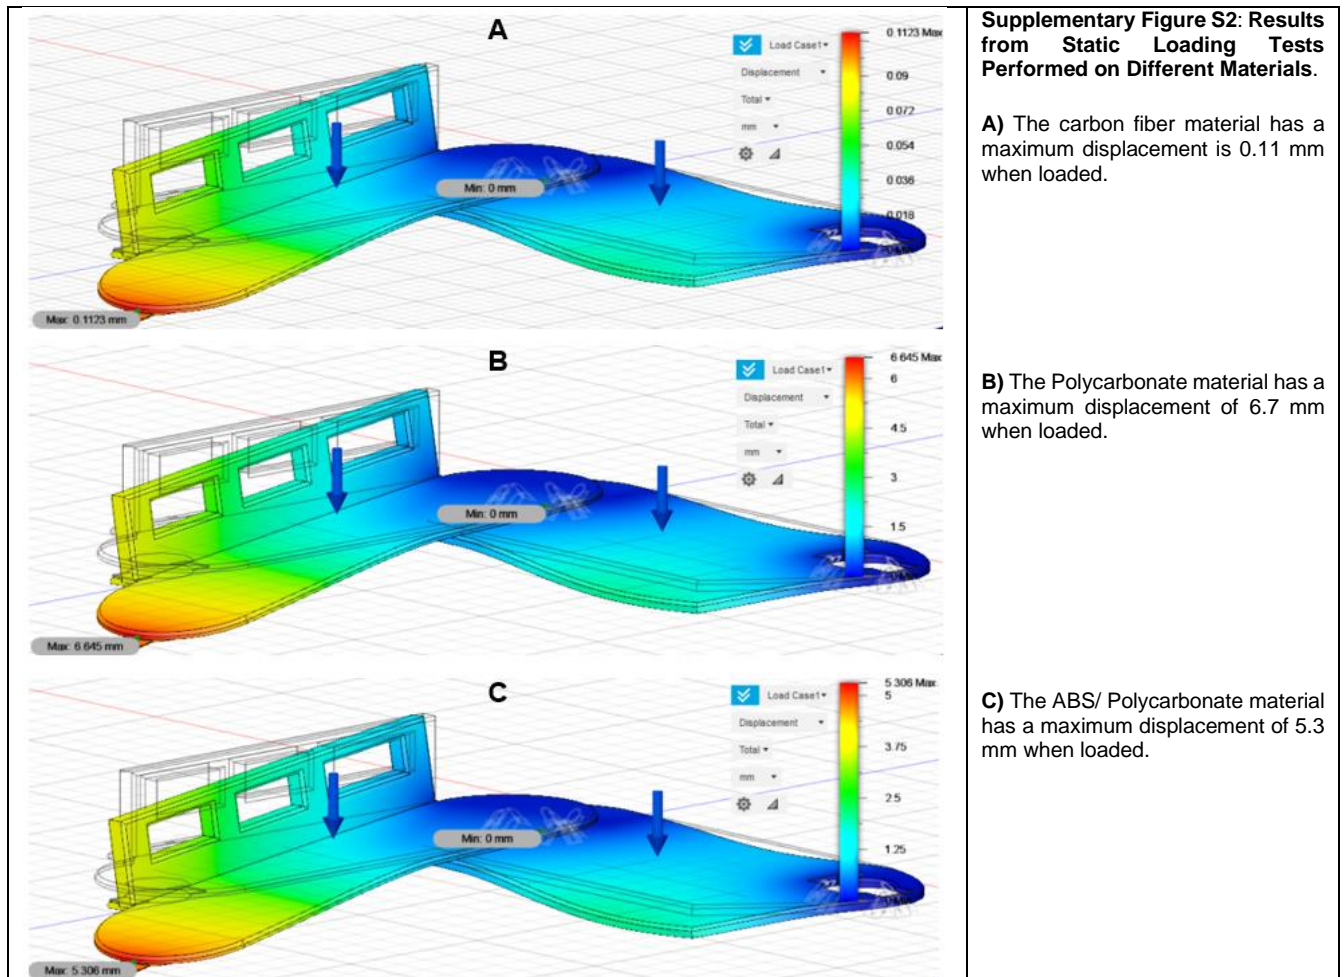 A
Load Case1
Displacement
Total
mm
0.1123 Max
0.09
0.072
0.054
0.036
0.018
Min: 0 mm
Max: 0.1123 mm
B
Load Case1
Displacement
Total
mm
6.645 Max
6
4.5
3
1.5
Min: 0 mm
Max: 6.645 mm
C
Load Case1
Displacement
Total
mm
5.306 Max
5
3.75
2.5
1.25
Min: 0 mm
Max: 5.306 mm
Supplementary Figure S2: Results
from Static Loading Tests
Performed on Different Materials.
A) The carbon fiber material has a
maximum displacement is 0.11 mm
when loaded.
B) The Polycarbonate material has a
maximum displacement of 6.7 mm
when loaded.
C) The ABS/ Polycarbonate material
has a maximum displacement of 5.3
mm when loaded.